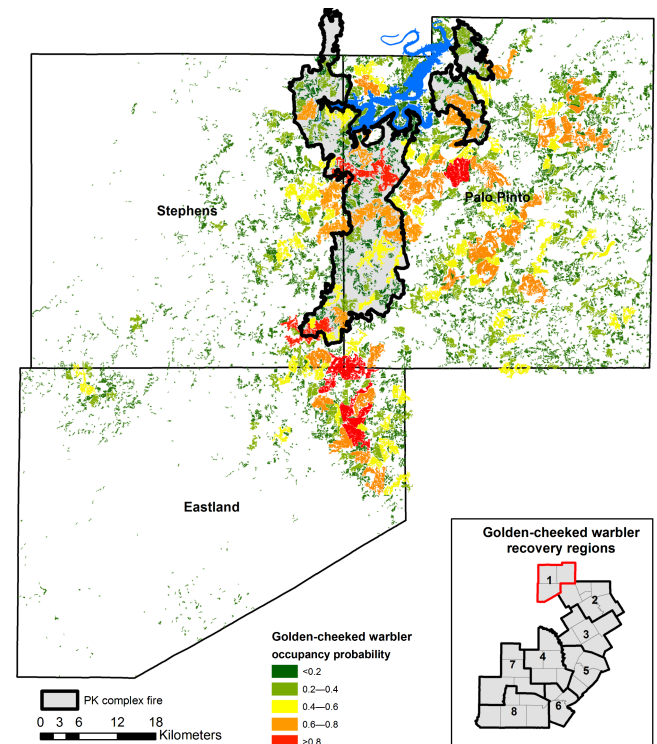 Stephens
Palo Pinto
Eastland
Golden-cheeked warbler
recovery regions
1
2
3
4
5
6
7
8
Golden-cheeked warbler
occupancy probability
<0.2
0.2—0.4
0.4—0.6
0.6—0.8
>0.8
PK complex fire
0 3 6 12 18
Kilometers